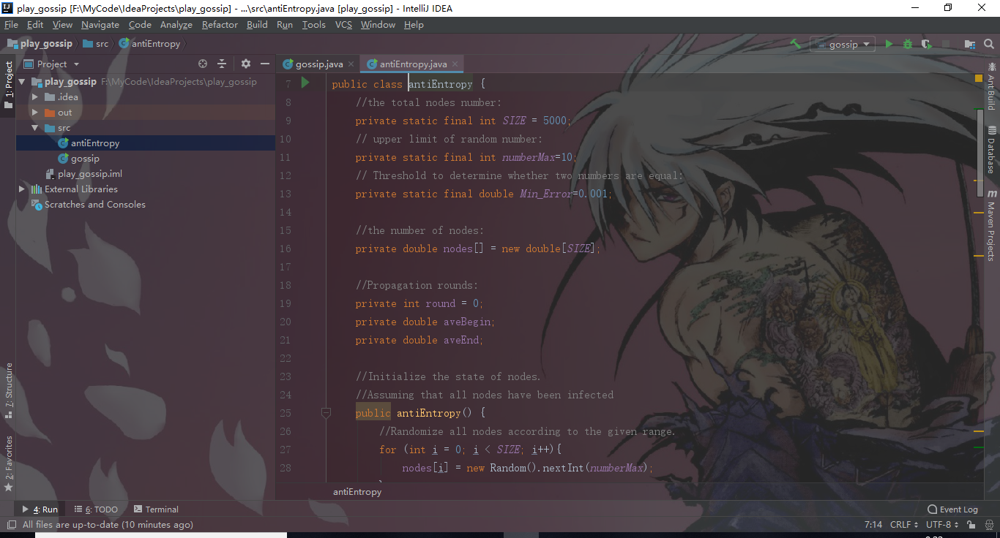 play_gossip [F:\MyCode\IdeaProjects\play_gossip] - ...\src\antiEntropy.java [play_gossip] - IntelliJ IDEA
File Edit View Navigate Code Analyze Refactor Build Run Tools VCS Window Help
play_gossip src antiEntropy gossip
1: Project
Project
gossip.java antiEntropy.java
play_gossip F:\MyCode\IdeaProjects\play_gossip
.idea
out
src
antiEntropy
gossip
play_gossip.iml
External Libraries
Scratches and Consoles
7 public class antiEntropy {
8 //the total nodes number:
9 private static final int SIZE = 5000;
10 // upper limit of random number:
11 private static final int numberMax=10;
12 // Threshold to determine whether two numbers are equal:
13 private static final double Min_Error=0.001;
14
15 //the number of nodes:
16 private double nodes[] = new double[SIZE];
17
18 //Propagation rounds:
19 private int round = 0;
20 private double aveBegin;
21 private double aveEnd;
22
23 //Initialize the state of nodes.
24 //Assuming that all nodes have been infected
25 public antiEntropy() {
26 //Randomize all nodes according to the given range.
27 for (int i = 0; i < SIZE; i++){
28 nodes[i] = new Random().nextInt(numberMax);
antiEntropy
Ant Build
Database
m Maven Projects
7: Structure
2: Favorites
4: Run 6: TODO Terminal Event Log
All files are up-to-date (10 minutes ago) 7:14 CRLF UTF-8